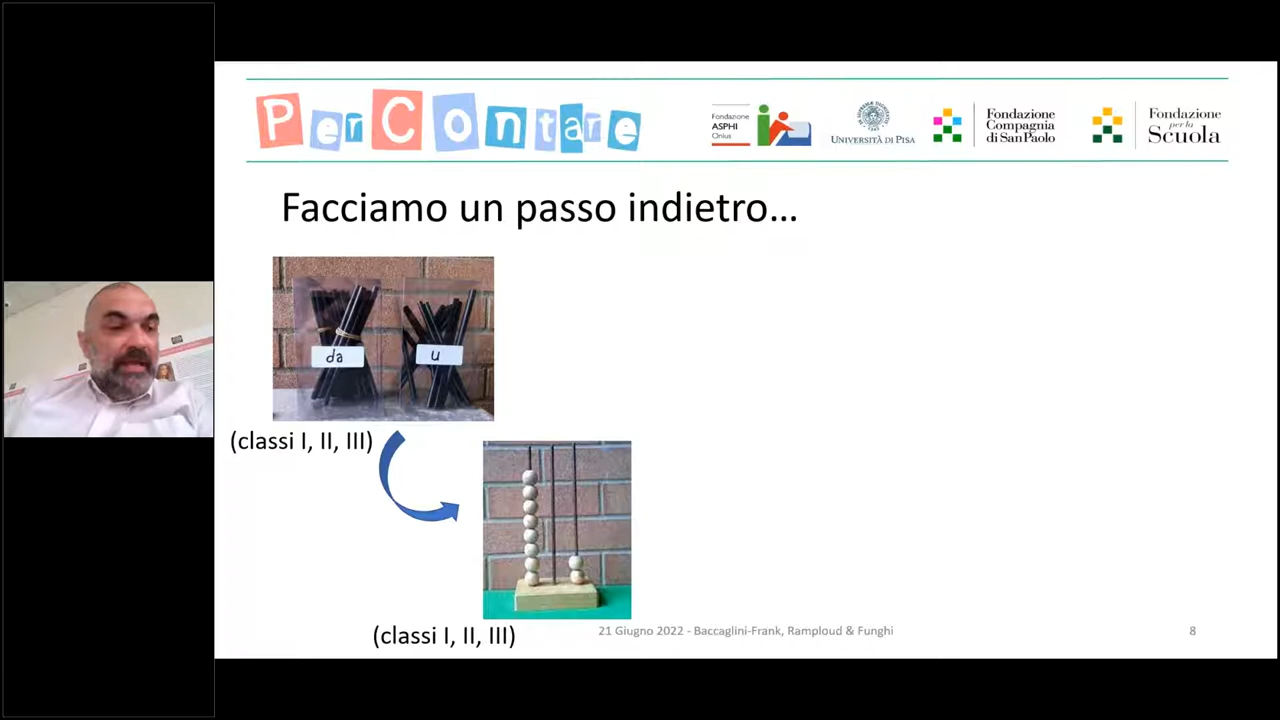 PerContare
Fondazione
ASPHI
Onlus
UNIVERSITÀ DI PISA
Fondazione
Compagnia
di San Paolo
Fondazione
per la
Scuola
Facciamo un passo indietro...
da
u
(classi I, II, III)
(classi I, II, III)
21 Giugno 2022 - Baccaglini-Frank, Ramploud & Funghi
8